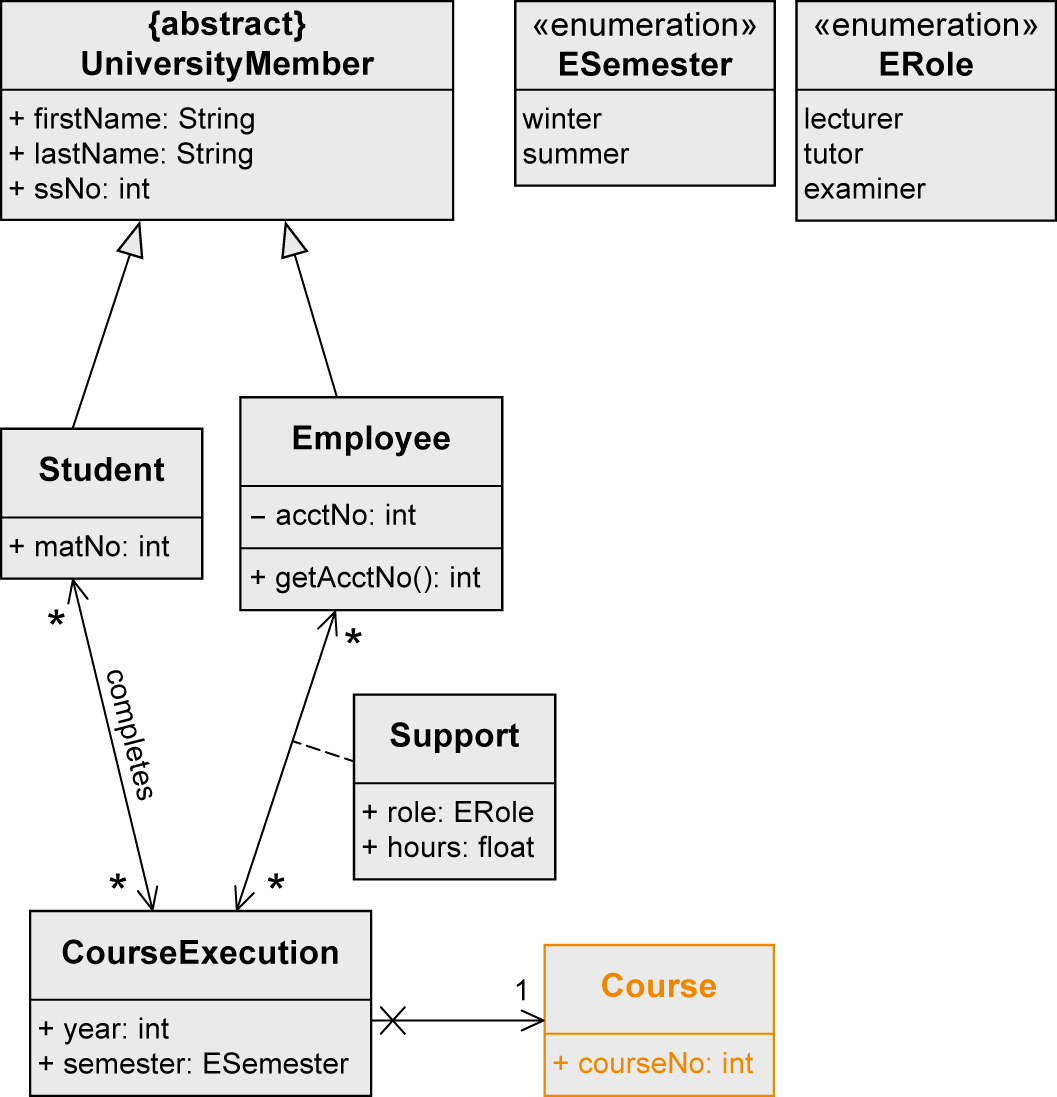 {abstract}
UniversityMember
+ firstName: String
+ lastName: String
+ ssNo: int
«enumeration»
ESemester
winter
summer
«enumeration»
ERole
lecturer
tutor
examiner
Student
+ matNo: int
Employee
– acctNo: int
+ getAcctNo(): int
*
*
completes
Support
+ role: ERole
+ hours: float
*
*
CourseExecution
+ year: int
+ semester: ESemester
1
Course
+ courseNo: int